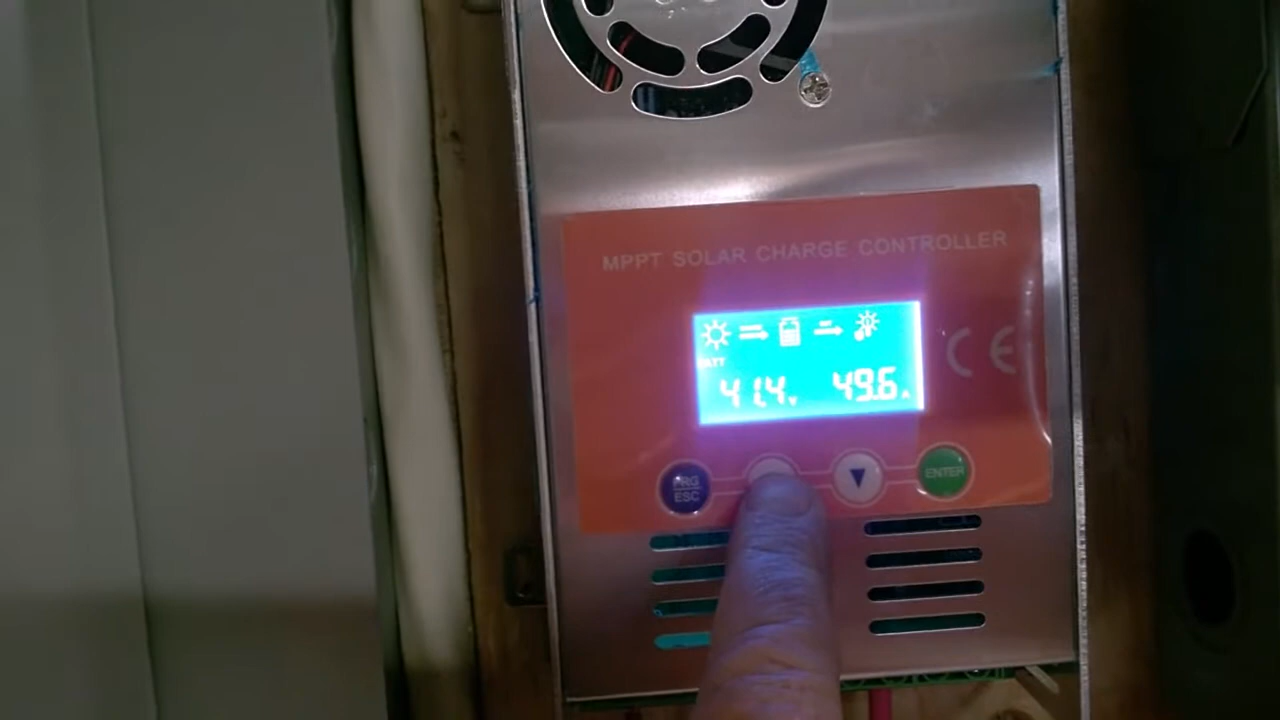 MPPT SOLAR CHARGE CONTROLLER
BATT
41.4 V 49.6 A
CE
PRG
ESC
ENTER